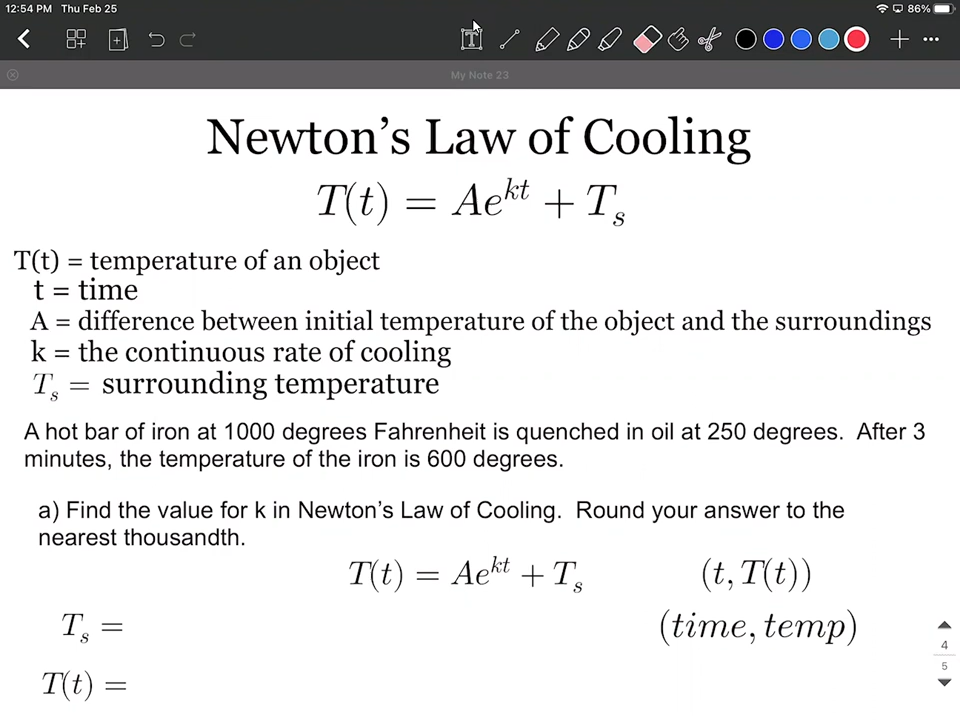 12:54 PM Thu Feb 25
86%
My Note 23
Newton's Law of Cooling
T(t) = Ae^{kt} + T_s
T(t) = temperature of an object
t = time
A = difference between initial temperature of the object and the surroundings
k = the continuous rate of cooling
T_s = surrounding temperature
A hot bar of iron at 1000 degrees Fahrenheit is quenched in oil at 250 degrees. After 3
minutes, the temperature of the iron is 600 degrees.
a) Find the value for k in Newton's Law of Cooling. Round your answer to the
nearest thousandth.
T(t) = Ae^{kt} + T_s
(t, T(t))
T_s =
(time, temp)
4
5
T(t) =